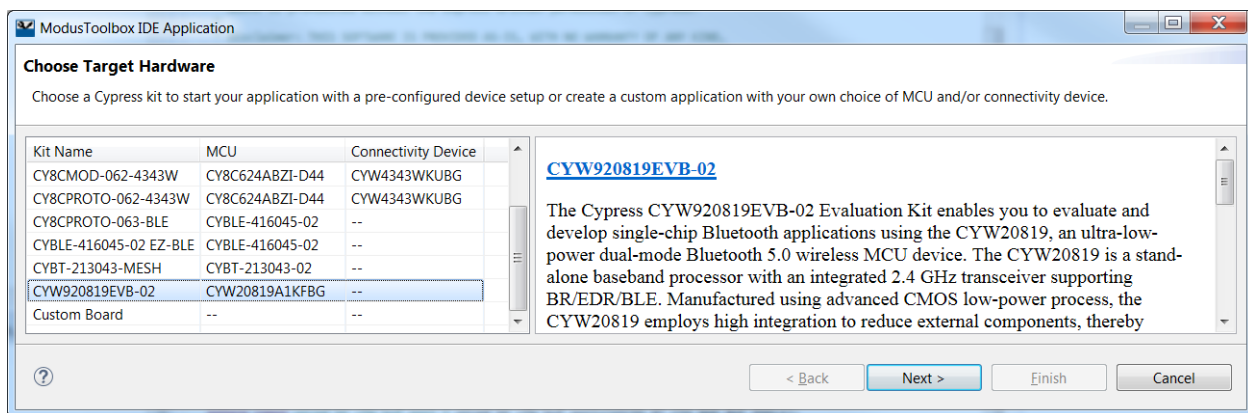 ModusToolbox IDE Application
Choose Target Hardware
Choose a Cypress kit to start your application with a pre-configured device setup or create a custom application with your own choice of MCU and/or connectivity device.
Kit Name MCU Connectivity Device
CY8CMOD-062-4343W CY8C624ABZI-D44 CYW4343WKUBG
CY8CPROTO-062-4343W CY8C624ABZI-D44 CYW4343WKUBG
CY8CPROTO-063-BLE CYBLE-416045-02 --
CYBLE-416045-02 EZ-BLE CYBLE-416045-02 --
CYBT-213043-MESH CYBT-213043-02 --
CYW920819EVB-02 CYW20819A1KFBG --
Custom Board -- --
CYW920819EVB-02
The Cypress CYW920819EVB-02 Evaluation Kit enables you to evaluate and
develop single-chip Bluetooth applications using the CYW20819, an ultra-low-
power dual-mode Bluetooth 5.0 wireless MCU device. The CYW20819 is a stand-
alone baseband processor with an integrated 2.4 GHz transceiver supporting
BR/EDR/BLE. Manufactured using advanced CMOS low-power process, the
CYW20819 employs high integration to reduce external components, thereby
? < Back Next > Finish Cancel